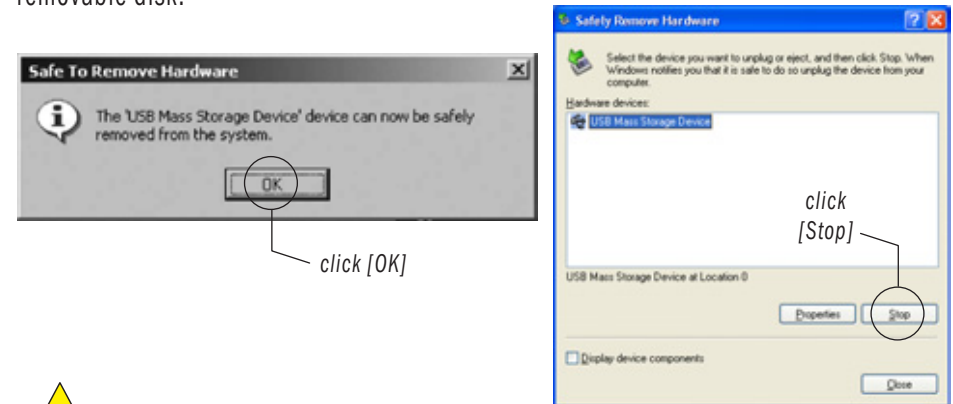 removable disk.
Safe To Remove Hardware
The 'USB Mass Storage Device' device can now be safely
removed from the system.
OK
click [OK]
Safely Remove Hardware
Select the device you want to unplug or eject, and then click Stop. When
Windows notifies you that it is safe to do so unplug the device from your
computer.
Hardware devices:
USB Mass Storage Device
click
[Stop]
USB Mass Storage Device at Location 0
Properties
Stop
Display device components
Close